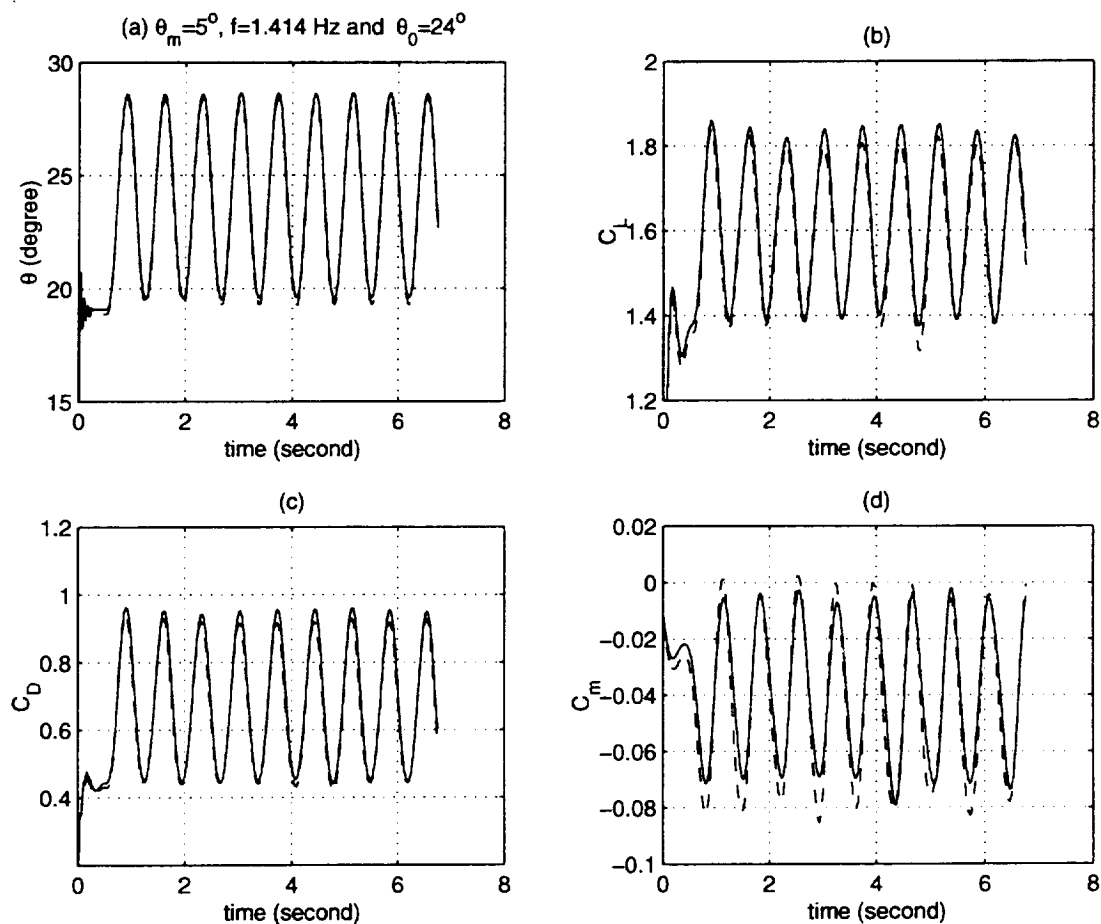 (a) θm=5o, f=1.414 Hz and θ0=24o
30
25
20
15
θ (degree)
0 2 4 6 8
time (second)
(b)
2
1.8
1.6
1.4
1.2
CL
0 2 4 6 8
time (second)
(c)
1.2
1
0.8
0.6
0.4
CD
0 2 4 6 8
time (second)
(d)
0.02
0
−0.02
−0.04
−0.06
−0.08
−0.1
Cm
0 2 4 6 8
time (second)